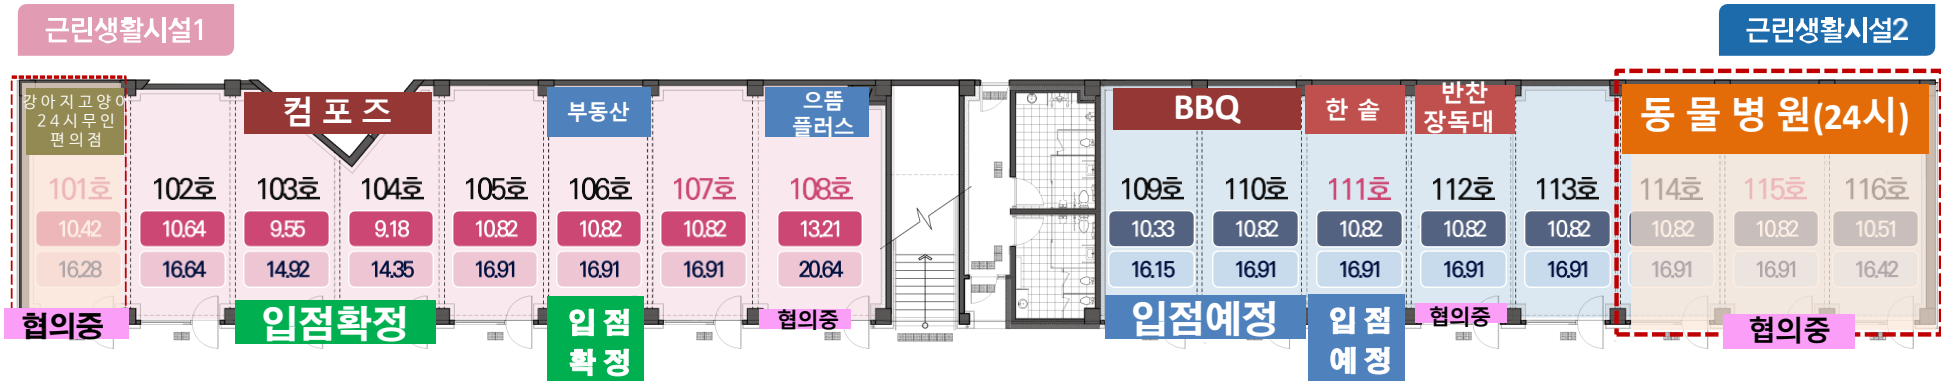 근린생활시설1
근린생활시설2
강아지고양이
24시무인
편의점
컴포즈
부동산
으뜸
플러스
BBQ
한솥
반찬
장독대
동물병원(24시)
101호
102호
103호
104호
105호
106호
107호
108호
109호
110호
111호
112호
113호
114호
115호
116호
10.42
10.64
9.55
9.18
10.82
10.82
10.82
13.21
10.33
10.82
10.82
10.82
10.82
10.82
10.82
10.51
16.28
16.64
14.92
14.35
16.91
16.91
16.91
20.64
16.15
16.91
16.91
16.91
16.91
16.91
16.91
16.42
협의중
입점확정
입점
확정
협의중
입점예정
입점
예정
협의중
협의중